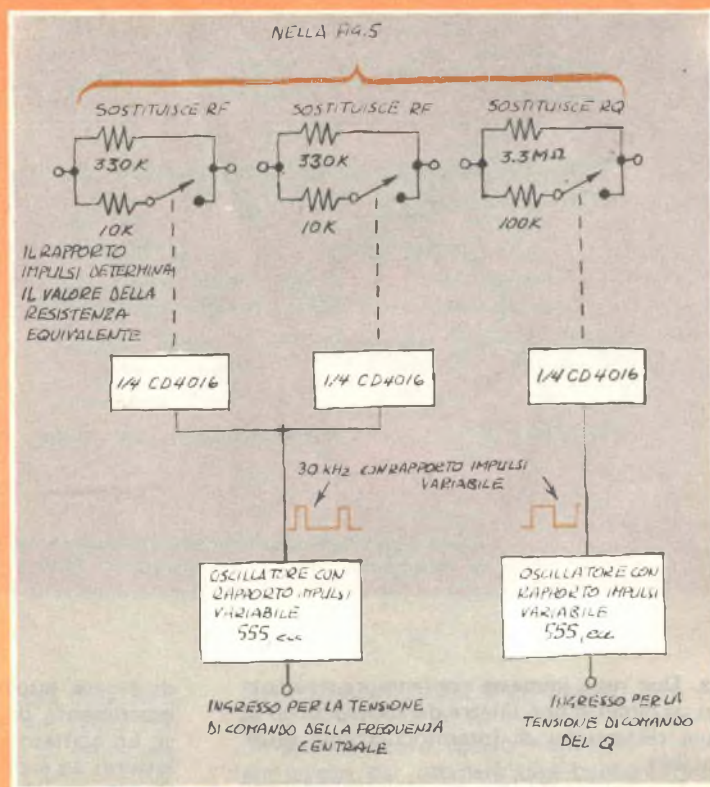 NELLA FIG.5
SOSTITUISCE RF
SOSTITUISCE RF
SOSTITUISCE RQ
330K
330K
3.3MΩ
10K
10K
100K
IL RAPPORTO
IMPULSI DETERMINA
IL VALORE DELLA
RESISTENZA
EQUIVALENTE
1/4 CD4016
1/4 CD4016
1/4 CD4016
30 KHz CON RAPPORTO IMPULSI
VARIABILE
OSCILLATORE CON
RAPPORTO IMPULSI
VARIABILE
555, ecc
OSCILLATORE CON
RAPPORTO IMPULSI
VARIABILE
555, ecc
INGRESSO PER LA TENSIONE
DI COMANDO DELLA FREQUENZA
CENTRALE
INGRESSO PER LA
TENSIONE DI COMANDO
DEL Q